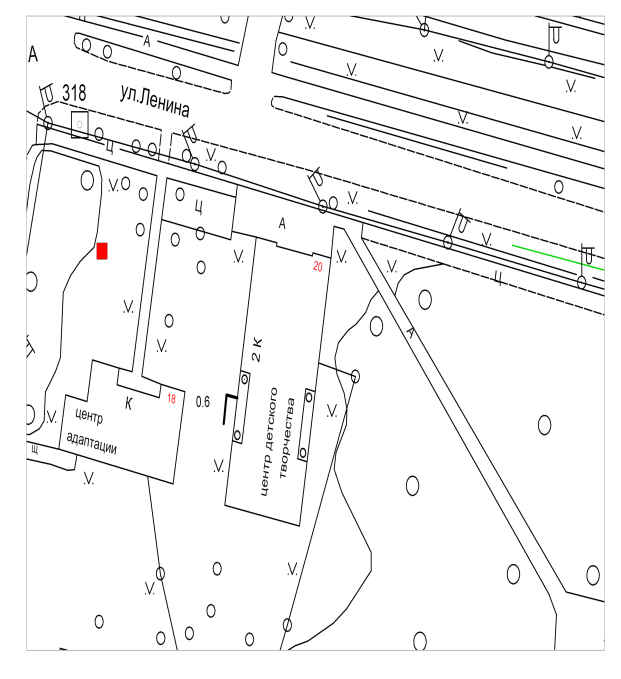 А
А
318
ул.Ленина
Ц
Ц
А
20
Ц
А
2 К
К
18
0.6
центр
адаптации
центр детского
творчества
щ